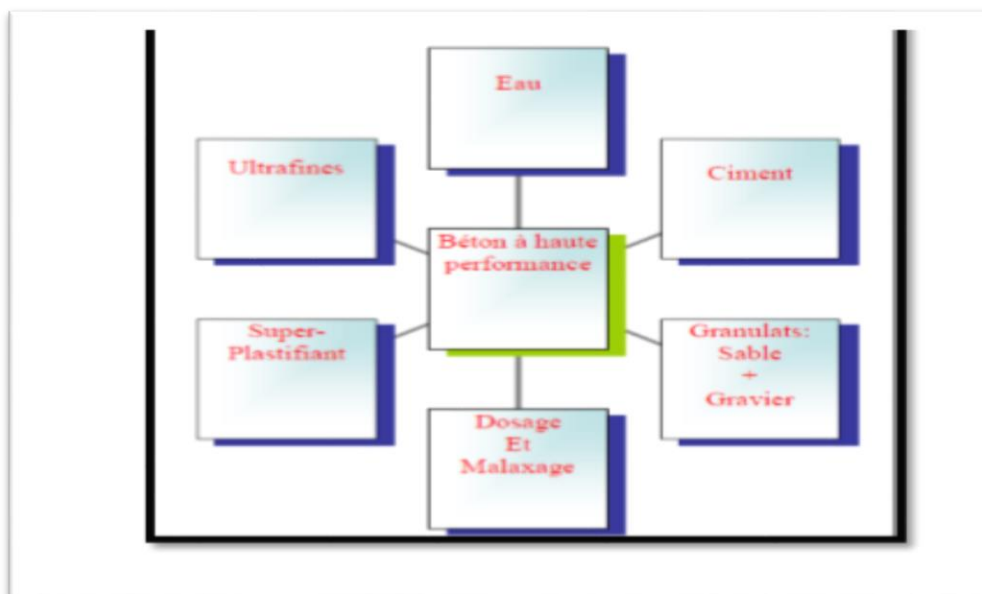 Eau
Ultrafines
Ciment
Béton à haute
performance
Super-
Plastifiant
Granulats:
Sable
+
Gravier
Dosage
Et
Malaxage